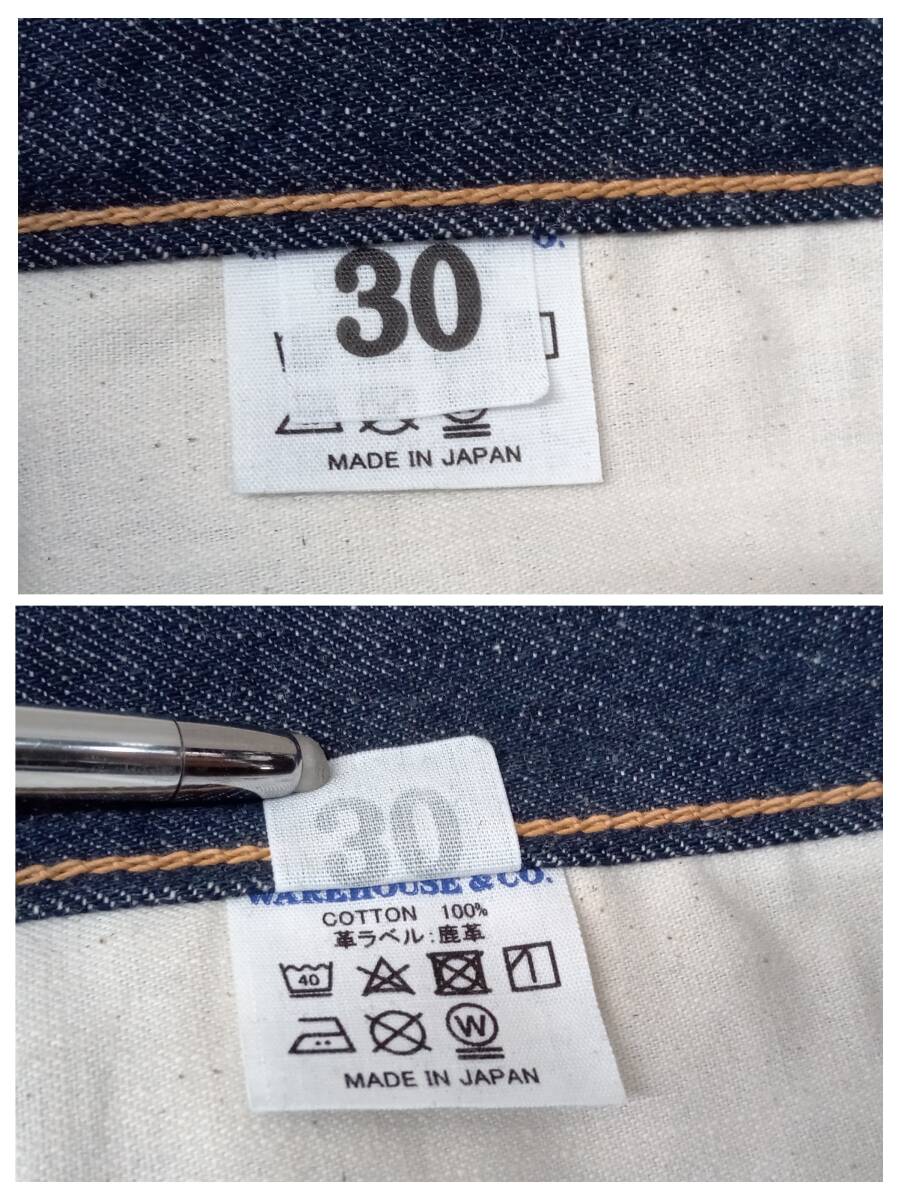 30
MADE IN JAPAN
30
WAREHOUSE & CO.
COTTON 100%
革ラベル:鹿革
40
W
MADE IN JAPAN